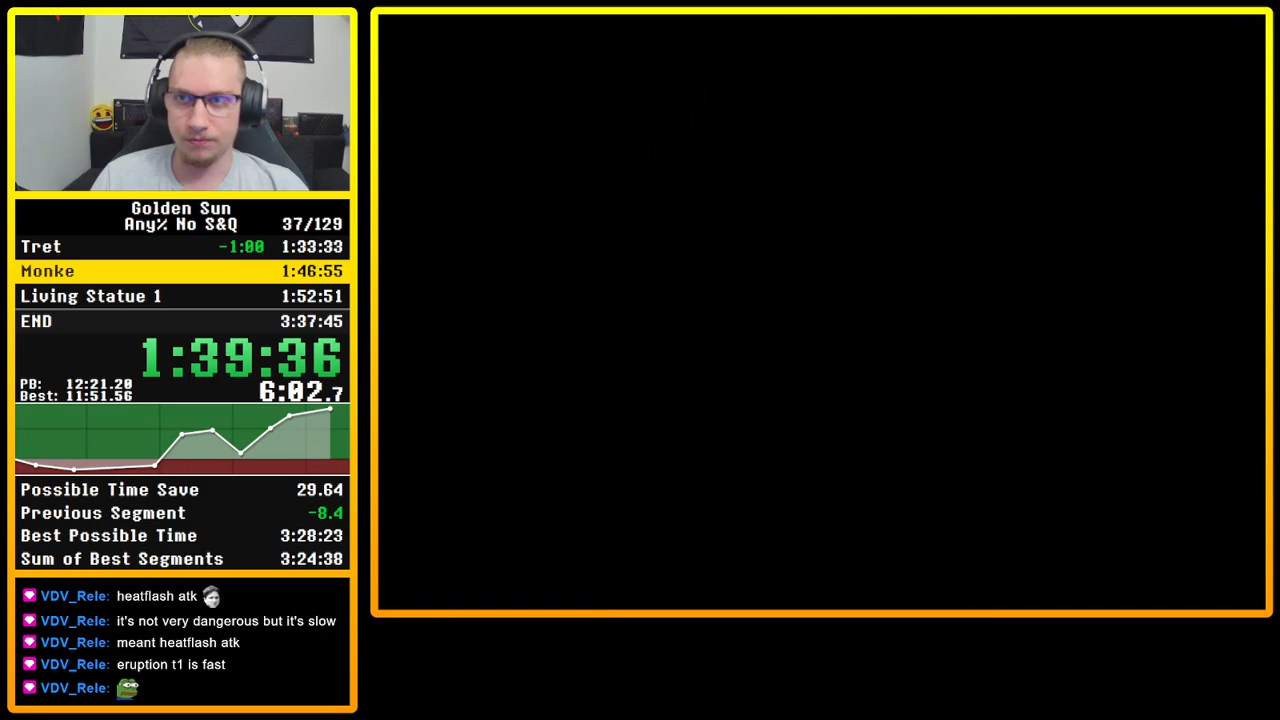 Golden Sun
Any% No S&Q 37/129
Tret -1:00 1:33:33
Monke 1:46:55
Living Statue 1 1:52:51
END 3:37:45
1:39:36
PB: 12:21.20
Best: 11:51.56
6:02.7
Possible Time Save 29.64
Previous Segment -8.4
Best Possible Time 3:28:23
Sum of Best Segments 3:24:38
VDV_Rele: heatflash atk
VDV_Rele: it's not very dangerous but it's slow
VDV_Rele: meant heatflash atk
VDV_Rele: eruption t1 is fast
VDV_Rele: